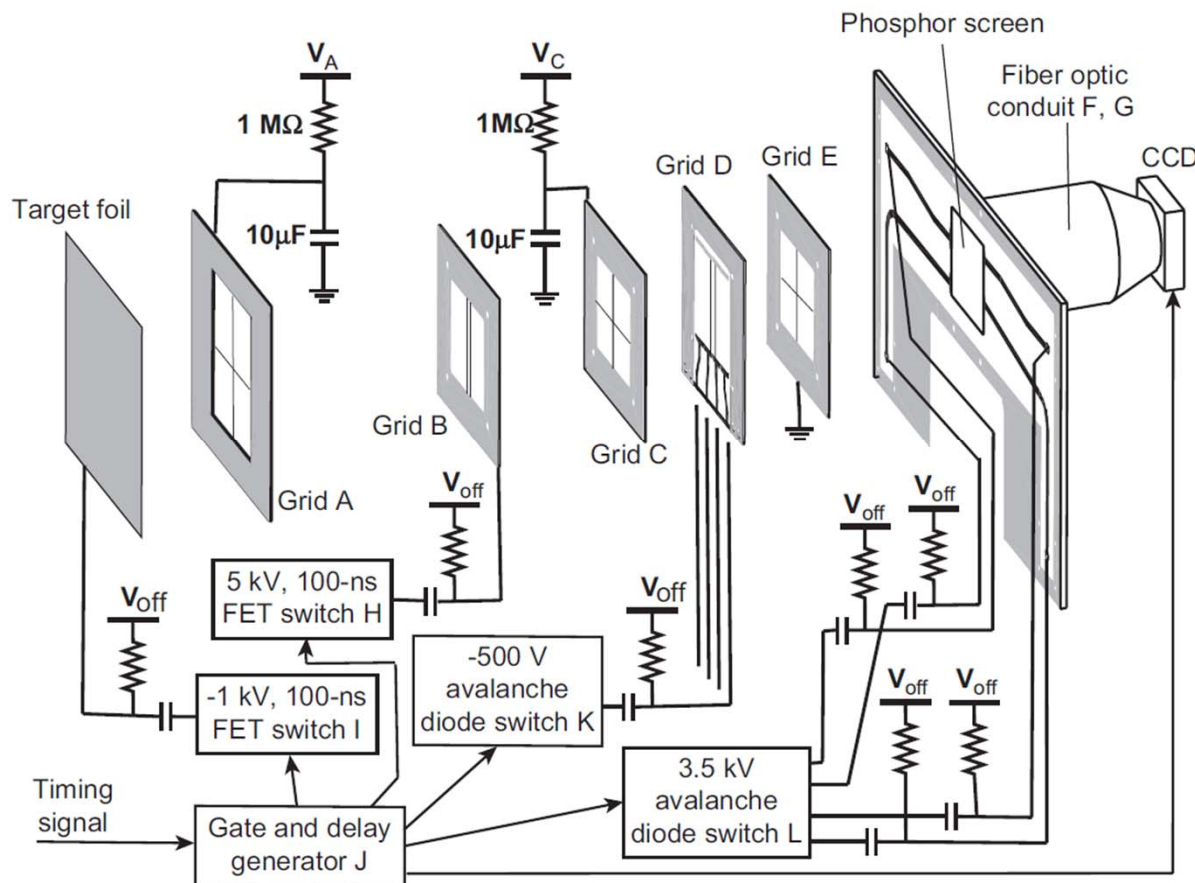 Phosphor screen
V_A
V_C
Fiber optic
conduit F, G
1 MΩ
1MΩ
Grid D
Grid E
CCD
Target foil
10μF
10μF
Grid B
Grid C
Grid A
V_off
V_off
V_off
5 kV, 100-ns
FET switch H
V_off
V_off
-500 V
avalanche
diode switch K
-1 kV, 100-ns
FET switch I
V_off
V_off
3.5 kV
avalanche
diode switch L
Timing
signal
Gate and delay
generator J